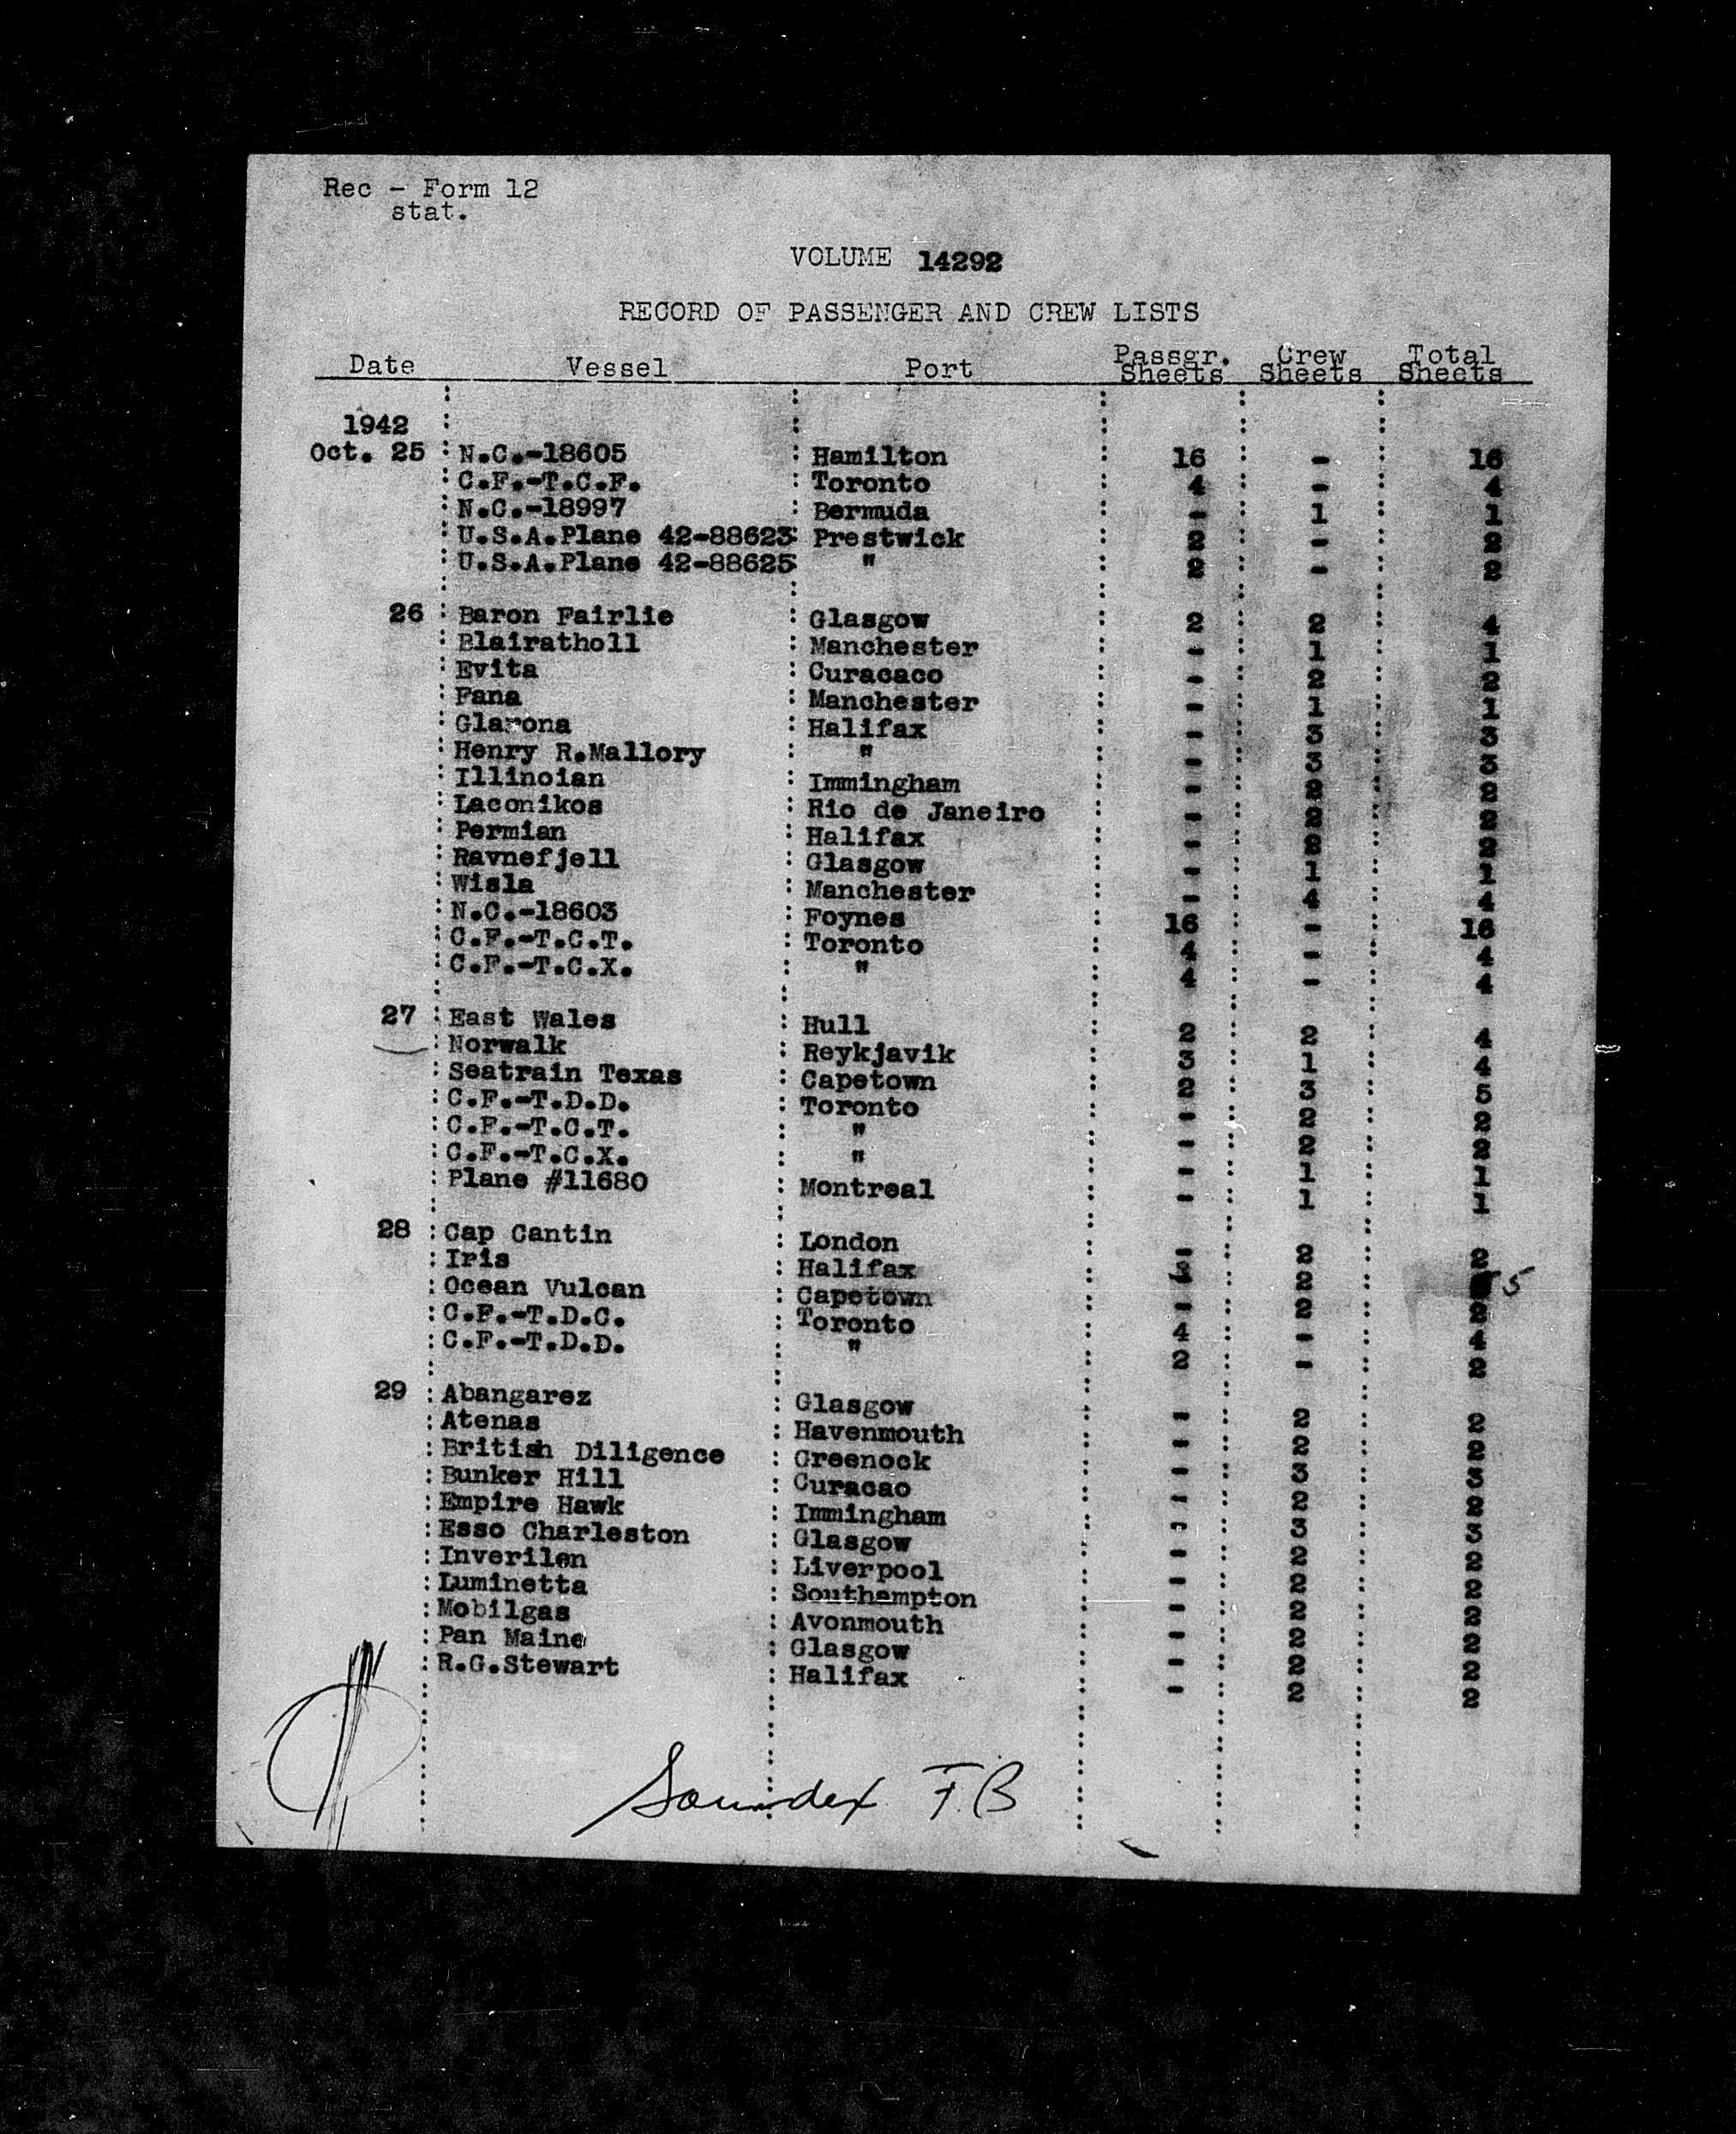 Rec - Form 12
stat.
VOLUME 14292
RECORD OF PASSENGER AND CREW LISTS
Date Vessel Port Passgr. Sheets Crew Sheets Total Sheets
1942
Oct. 25 N.C.-18605 Hamilton 16 - 16
C.F.-T.C.F. Toronto 4 - 4
N.C.-18997 Bermuda - 1 1
U.S.A.Plane 42-88623 Prestwick 2 - 2
U.S.A.Plane 42-88625 " 2 - 2
26 Baron Fairlie Glasgow 2 2 4
Blairatholl Manchester - 1 1
Evita Curacaco - 2 2
Fana Manchester - 1 1
Glarona Halifax - 3 3
Henry R.Mallory " - 3 3
Illinoian Immingham - 2 2
Laconikos Rio de Janeiro - 2 2
Permian Halifax - 2 2
Ravnefjell Glasgow - 1 1
Wisla Manchester - 4 4
N.C.-18603 Foynes 16 - 16
C.F.-T.C.T. Toronto 4 - 4
C.F.-T.C.X. " 4 - 4
27 East Wales Hull 2 2 4
Norwalk Reykjavik 3 1 4
Seatrain Texas Capetown 2 3 5
C.F.-T.D.D. Toronto - 2 2
C.F.-T.C.T. " - 2 2
C.F.-T.C.X. " - 1 1
Plane #11680 Montreal - 1 1
28 Cap Cantin London - 2 2
Iris Halifax 2 5
Ocean Vulcan Capetown - 2 2
C.F.-T.D.C. Toronto 4 - 4
C.F.-T.D.D. " 2 - 2
29 Abangarez Glasgow - 2 2
Atenas Havenmouth - 2 2
British Diligence Greenock - 3 3
Bunker Hill Curacao - 2 2
Empire Hawk Immingham - 3 3
Esso Charleston Glasgow - 2 2
Inverilen Liverpool - 2 2
Luminetta Southampton - 2 2
Mobilgas Avonmouth - 2 2
Pan Maine Glasgow - 2 2
R.G.Stewart Halifax - 2 2
Soundex F.B